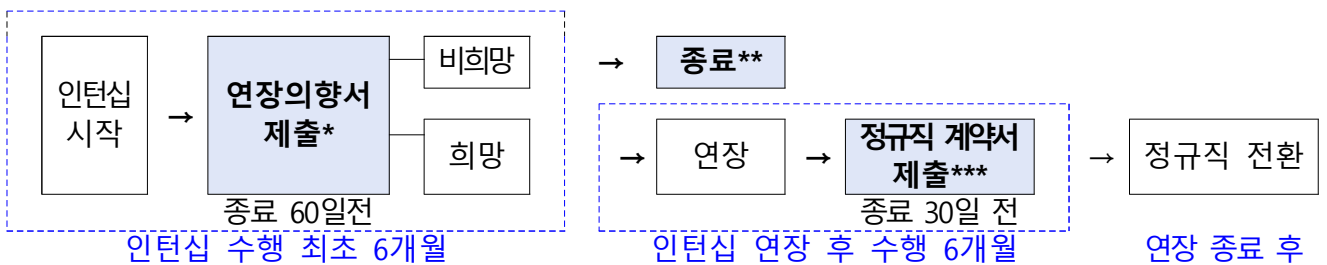 인턴십
시작
→
연장의향서
제출*
종료 60일전
비희망
희망
인턴십 수행 최초 6개월
→
종료**
→
연장
→
정규직 계약서
제출***
종료 30일 전
인턴십 연장 후 수행 6개월
→
정규직 전환
연장 종료 후